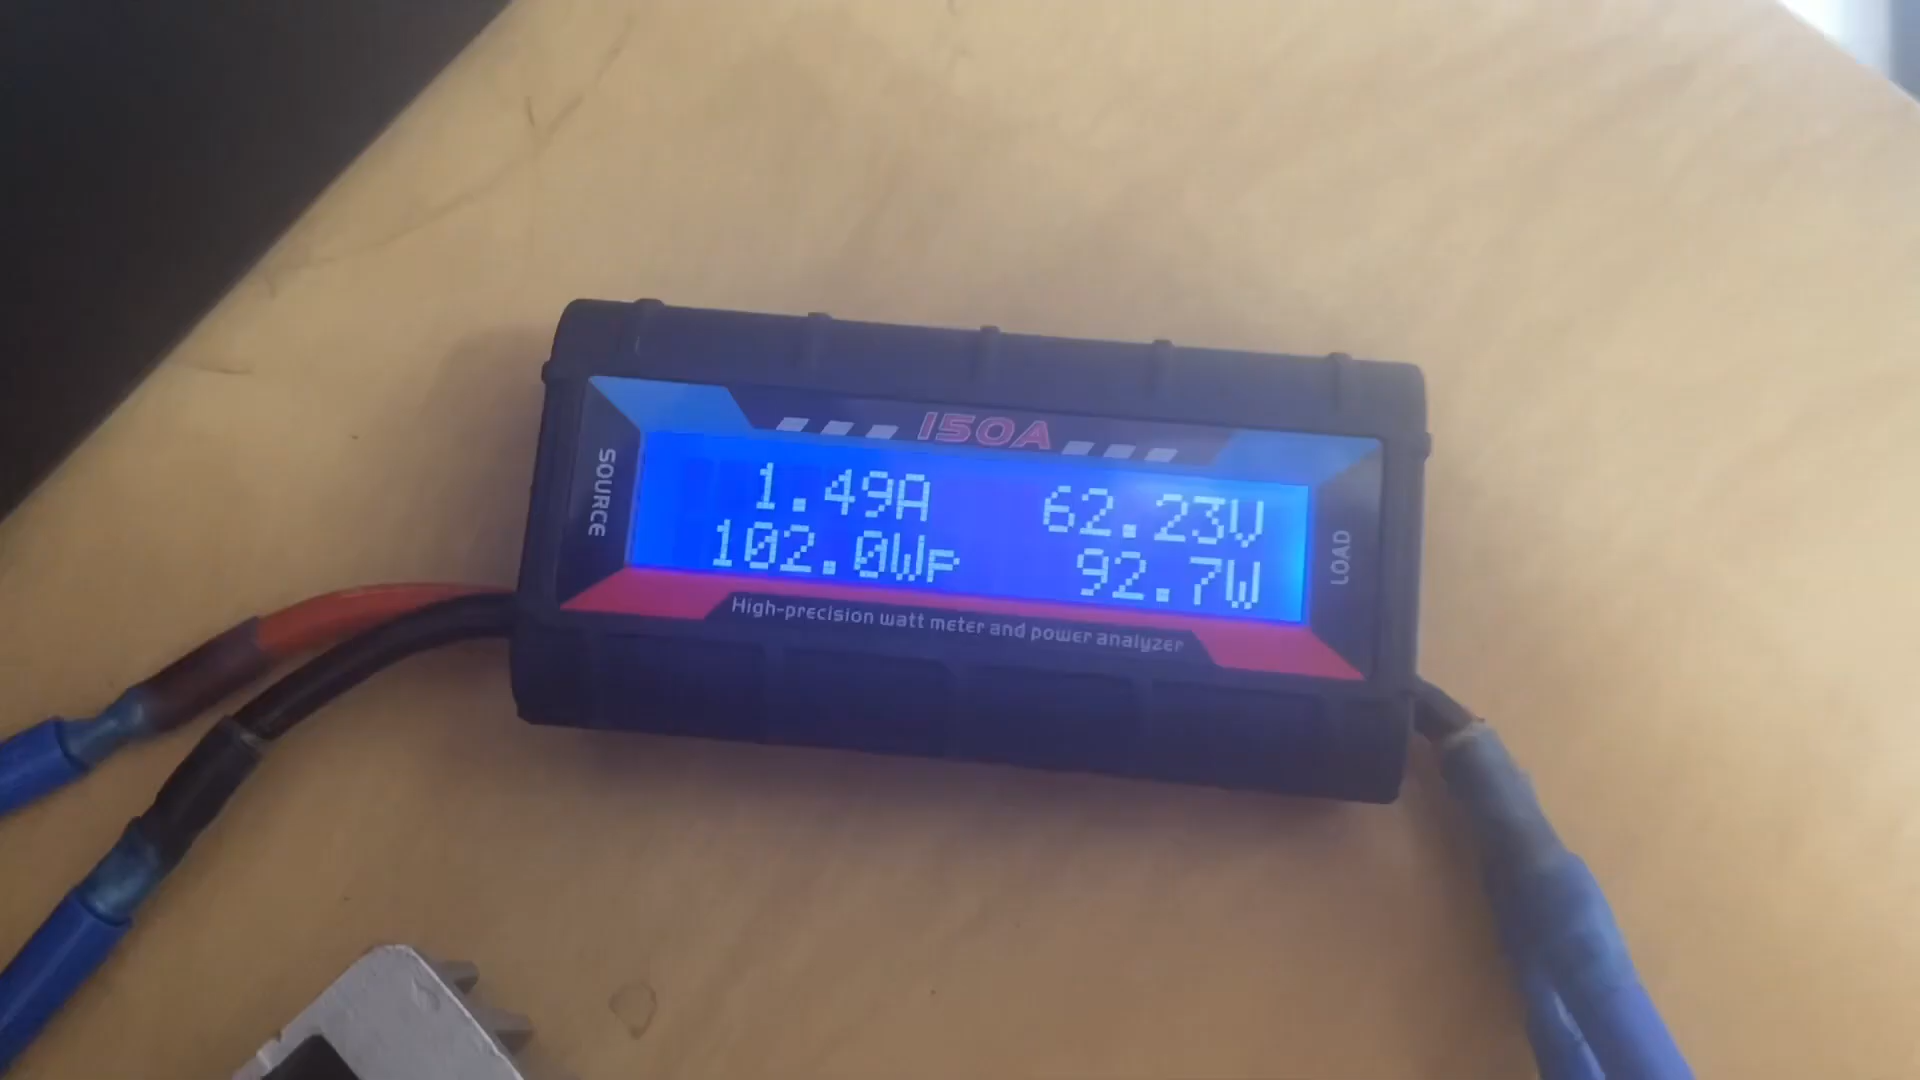 150A
SOURCE
1.49A 62.23V
102.0Wp 92.7W
LOAD
High-precision watt meter and power analyzer